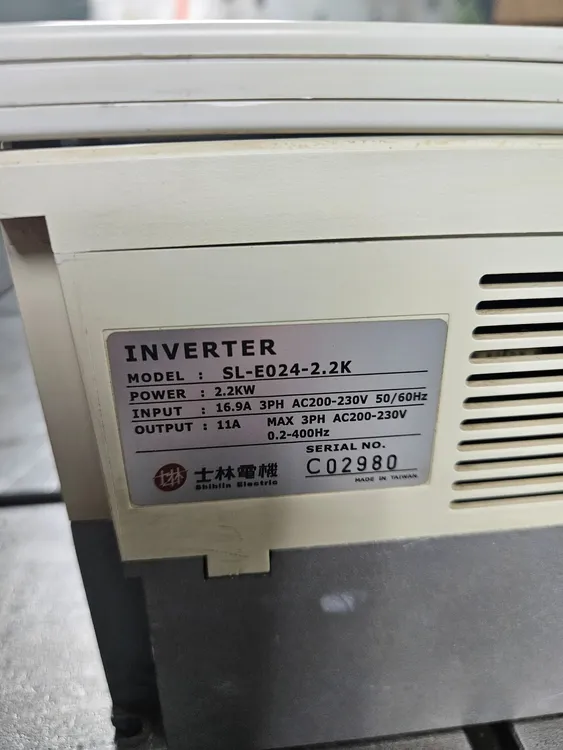 INVERTER
MODEL : SL-E024-2.2K
POWER : 2.2KW
INPUT : 16.9A 3PH AC200-230V 50/60Hz
OUTPUT : 11A MAX 3PH AC200-230V
0.2-400Hz
SERIAL NO.
C02980
士林 士林電機
Shihlin Electric
MADE IN TAIWAN